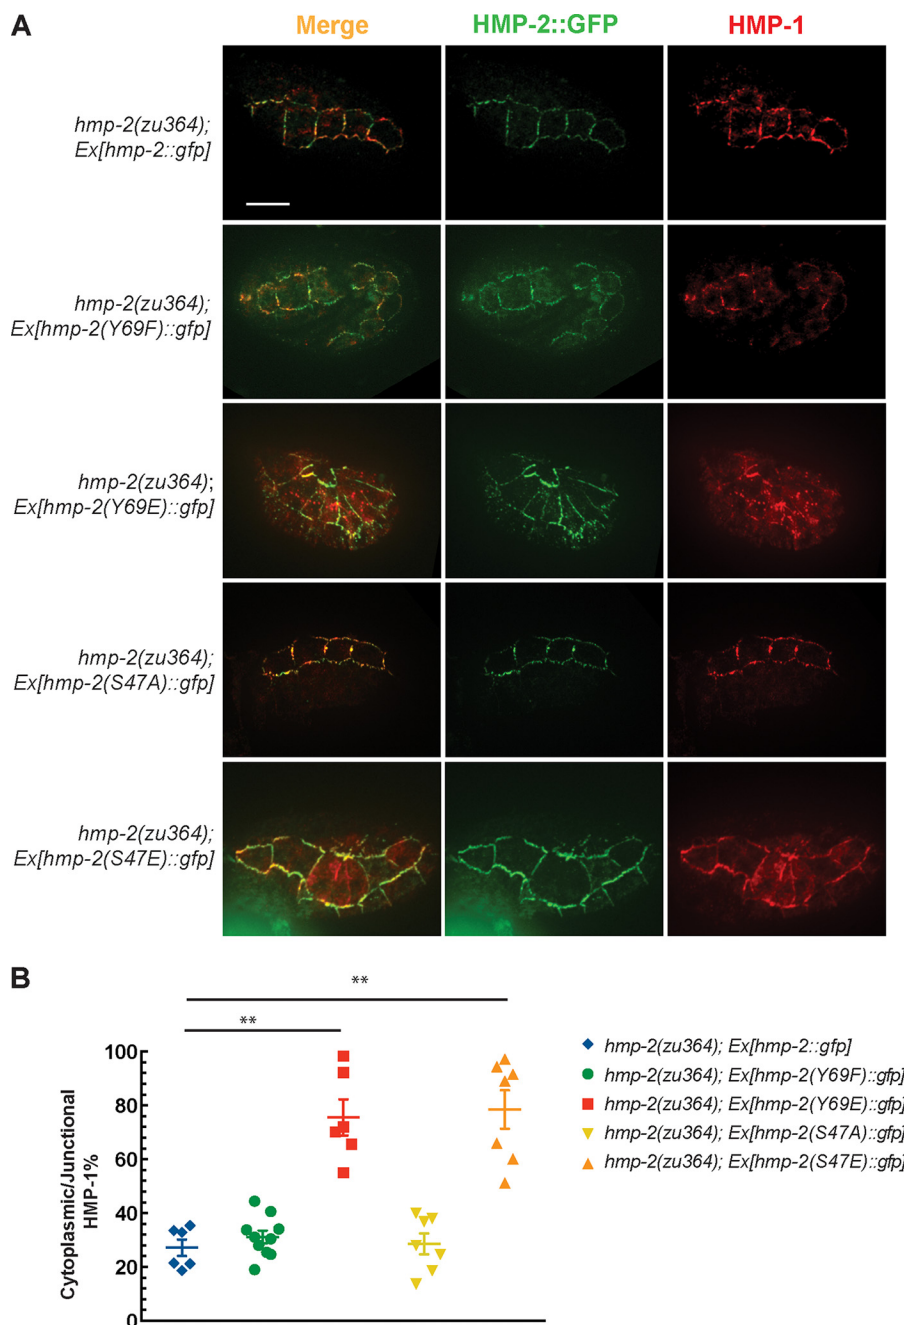 A
Merge HMP-2::GFP HMP-1
hmp-2(zu364);
Ex[hmp-2::gfp]
hmp-2(zu364);
Ex[hmp-2(Y69F)::gfp]
hmp-2(zu364);
Ex[hmp-2(Y69E)::gfp]
hmp-2(zu364);
Ex[hmp-2(S47A)::gfp]
hmp-2(zu364);
Ex[hmp-2(S47E)::gfp]
B
**
**
Cytoplasmic/Junctional
HMP-1%
100
80
60
40
20
0
hmp-2(zu364); Ex[hmp-2::gfp]
hmp-2(zu364); Ex[hmp-2(Y69F)::gfp]
hmp-2(zu364); Ex[hmp-2(Y69E)::gfp]
hmp-2(zu364); Ex[hmp-2(S47A)::gfp]
hmp-2(zu364); Ex[hmp-2(S47E)::gfp]